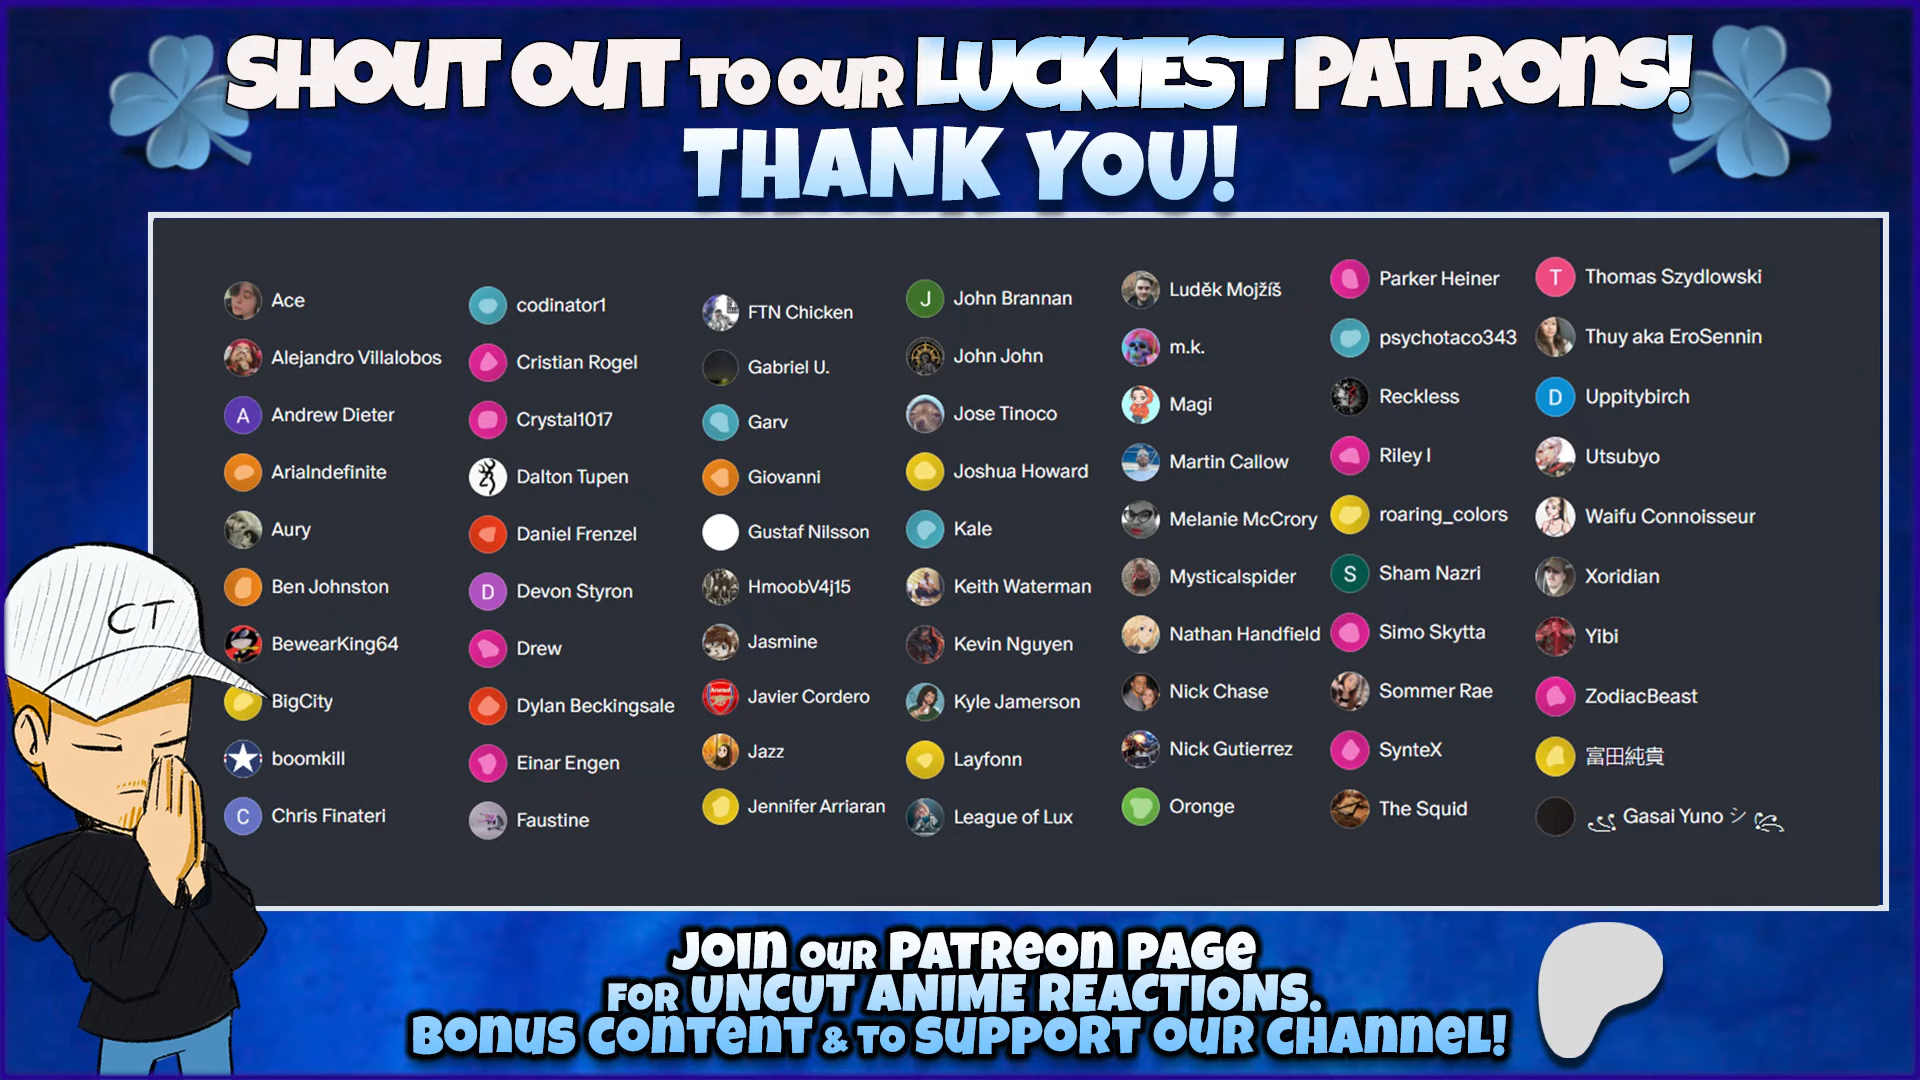 SHOUT OUT TO OUR LUCKIEST PATRONS!
THANK YOU!
Ace
Alejandro Villalobos
A Andrew Dieter
AriaIndefinite
Aury
Ben Johnston
BewearKing64
BigCity
boomkill
C Chris Finateri
codinator1
Cristian Rogel
Crystal1017
Dalton Tupen
Daniel Frenzel
D Devon Styron
Drew
Dylan Beckingsale
Einar Engen
Faustine
FTN Chicken
Gabriel U.
Garv
Giovanni
Gustaf Nilsson
HmoobV4j15
Jasmine
Arsenal Javier Cordero
Jazz
Jennifer Arriaran
J John Brannan
John John
Jose Tinoco
Joshua Howard
Kale
Keith Waterman
Kevin Nguyen
Kyle Jamerson
Layfonn
League of Lux
Luděk Mojžíš
m.k.
Magi
Martin Callow
Melanie McCrory
Mysticalspider
Nathan Handfield
Nick Chase
Nick Gutierrez
Oronge
Parker Heiner
psychotaco343
Reckless
Riley I
roaring_colors
S Sham Nazri
Simo Skytta
Sommer Rae
SynteX
The Squid
T Thomas Szydlowski
Thuy aka EroSennin
D Uppitybirch
Utsubyo
Waifu Connoisseur
Xoridian
Yibi
ZodiacBeast
富田純貴
Gasai Yuno シ
CT
JOIN OUR PATREON PAGE
FOR UNCUT ANIME REACTIONS.
BONUS CONTENT & TO SUPPORT OUR CHANNEL!